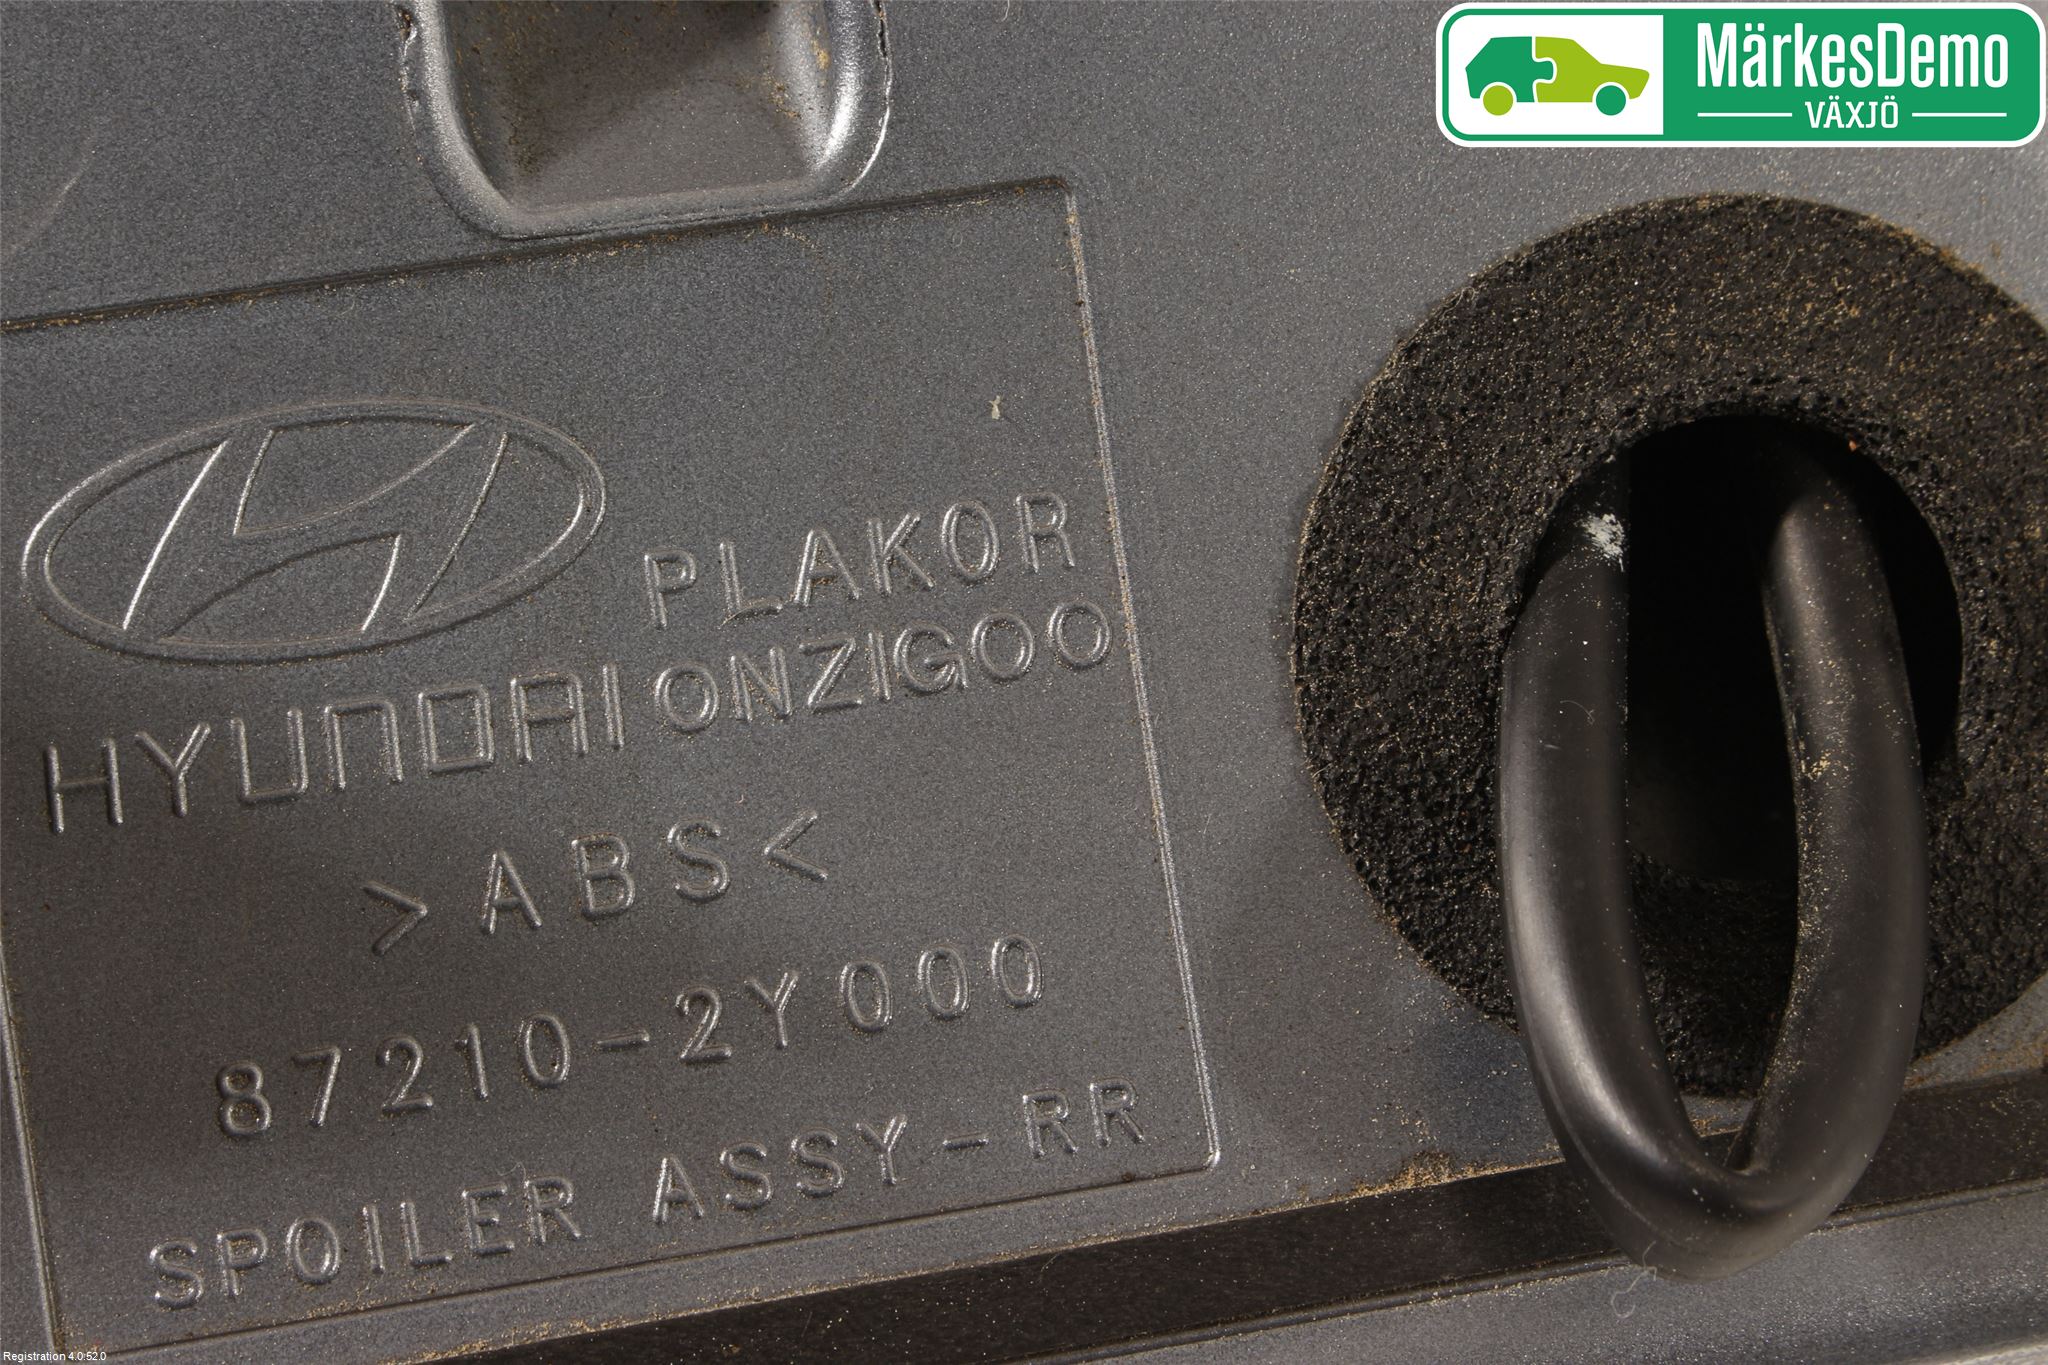 MärkesDemo
VÄXJÖ
PLAKOR
HYUNDAI ONZIGOO
>ABS<
87210-2Y000
SPOILER ASSY-RR
Registration 4.0.52.0